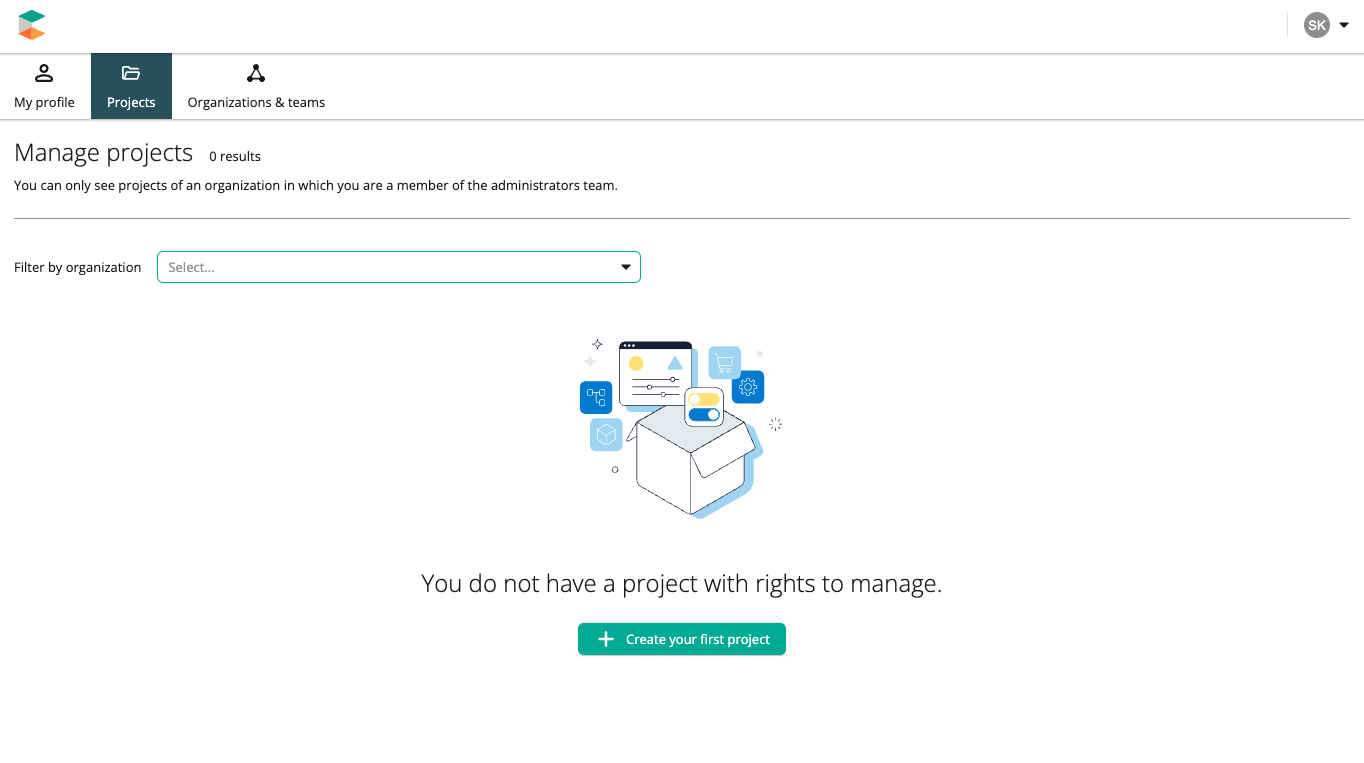 SK
My profile
Projects
Organizations & teams
Manage projects 0 results
You can only see projects of an organization in which you are a member of the administrators team.
Filter by organization Select...
You do not have a project with rights to manage.
Create your first project